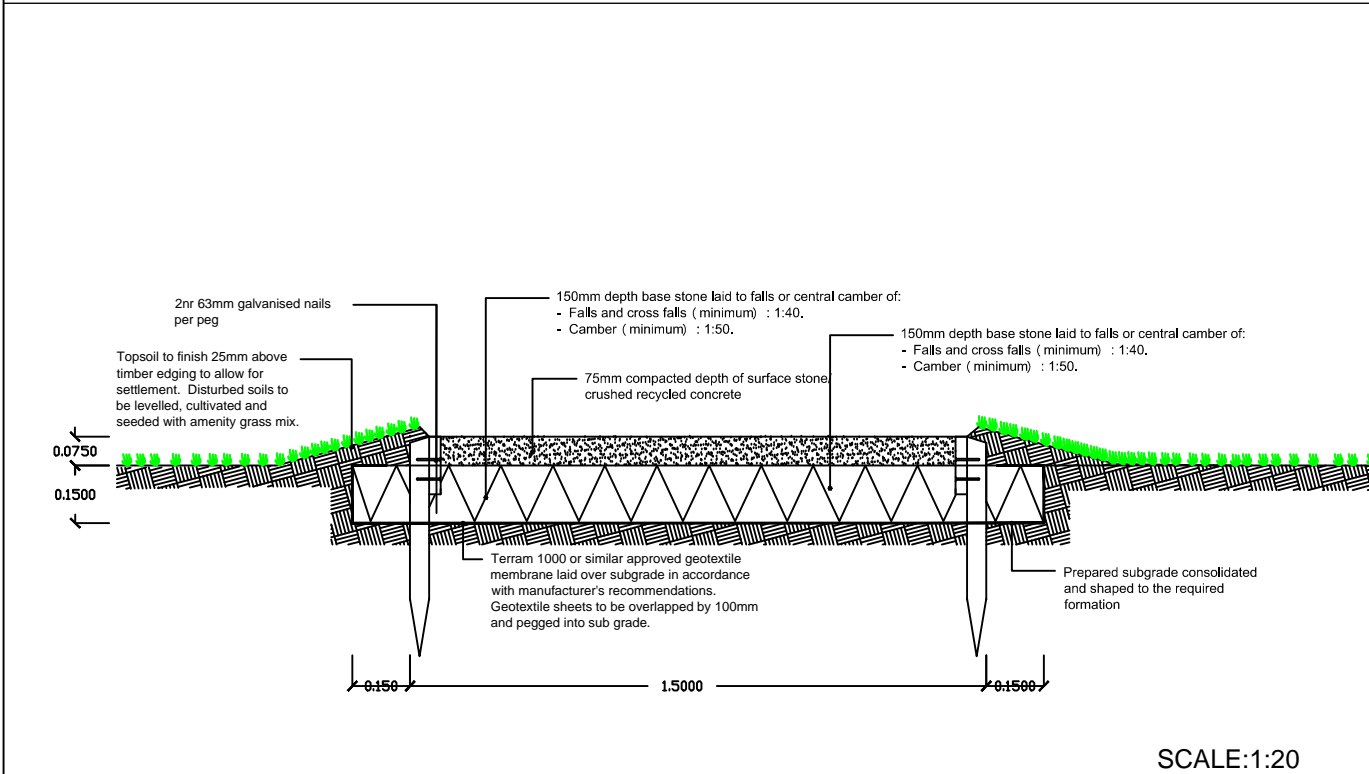 2nr 63mm galvanised nails
per peg
150mm depth base stone laid to falls or central camber of:
- Falls and cross falls ( minimum) : 1:40.
- Camber ( minimum) : 1:50.
150mm depth base stone laid to falls or central camber of:
- Falls and cross falls ( minimum) : 1:40.
- Camber ( minimum) : 1:50.
Topsoil to finish 25mm above
timber edging to allow for
settlement. Disturbed soils to
be levelled, cultivated and
seeded with amenity grass mix.
75mm compacted depth of surface stone/
crushed recycled concrete
0.0750
0.1500
Terram 1000 or similar approved geotextile
membrane laid over subgrade in accordance
with manufacturer's recommendations.
Geotextile sheets to be overlapped by 100mm
and pegged into sub grade.
Prepared subgrade consolidated
and shaped to the required
formation
0.150
1.5000
0.1500
SCALE:1:20